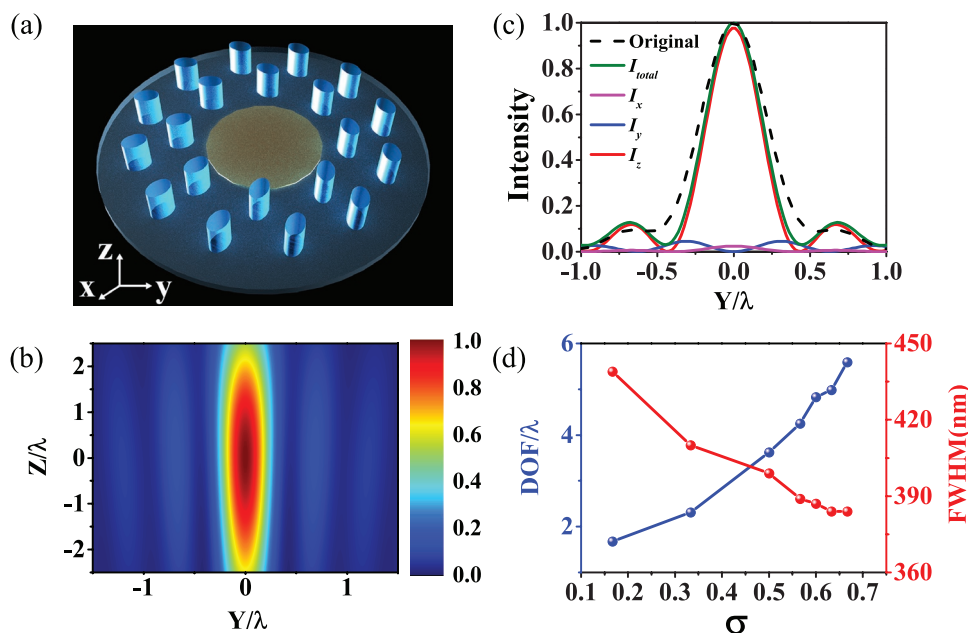 (a)
z
x
y
(c)
Original
I_total
I_x
I_y
I_z
Intensity
1.0
0.8
0.6
0.4
0.2
0.0
-1.0
-0.5
0.0
0.5
1.0
Y/λ
(b)
Z/λ
2
1
0
-1
-2
-1
0
1
Y/λ
1.0
0.8
0.6
0.4
0.2
0.0
(d)
DOF/λ
6
4
2
0.1
0.2
0.3
0.4
0.5
0.6
0.7
σ
450
420
390
360
FWHM(nm)